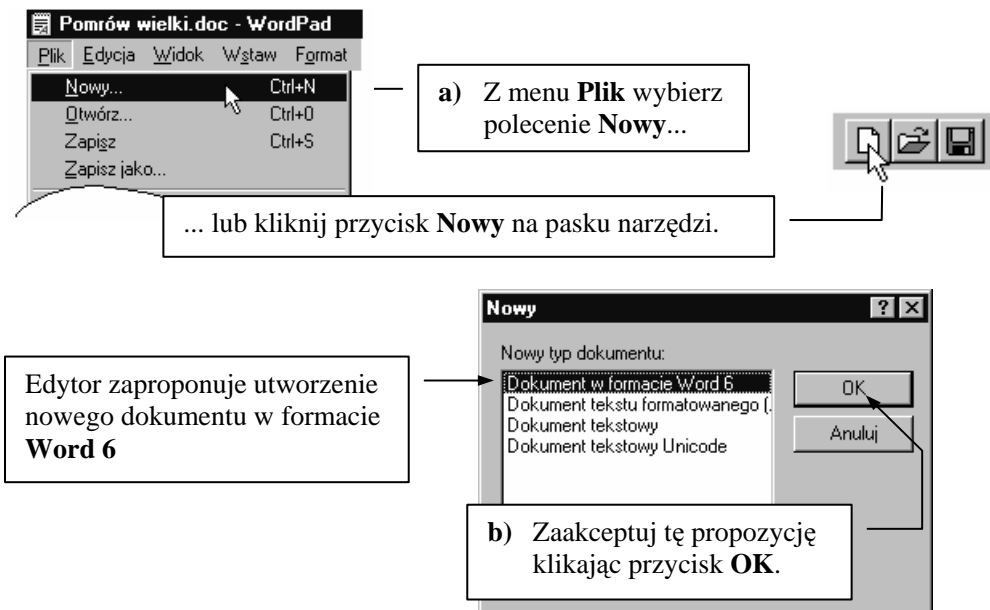 Pomrów wielki.doc - WordPad
Plik Edycja Widok Wstaw Format
Nowy... Ctrl+N
Otwórz... Ctrl+O
Zapisz Ctrl+S
Zapisz jako...
a) Z menu Plik wybierz
polecenie Nowy...
... lub kliknij przycisk Nowy na pasku narzędzi.
Nowy
Nowy typ dokumentu:
Dokument w formacie Word 6
Dokument tekstu formatowanego (.
Dokument tekstowy
Dokument tekstowy Unicode
OK
Anuluj
Edytor zaproponuje utworzenie
nowego dokumentu w formacie
Word 6
b) Zaakceptuj tę propozycję
klikając przycisk OK.